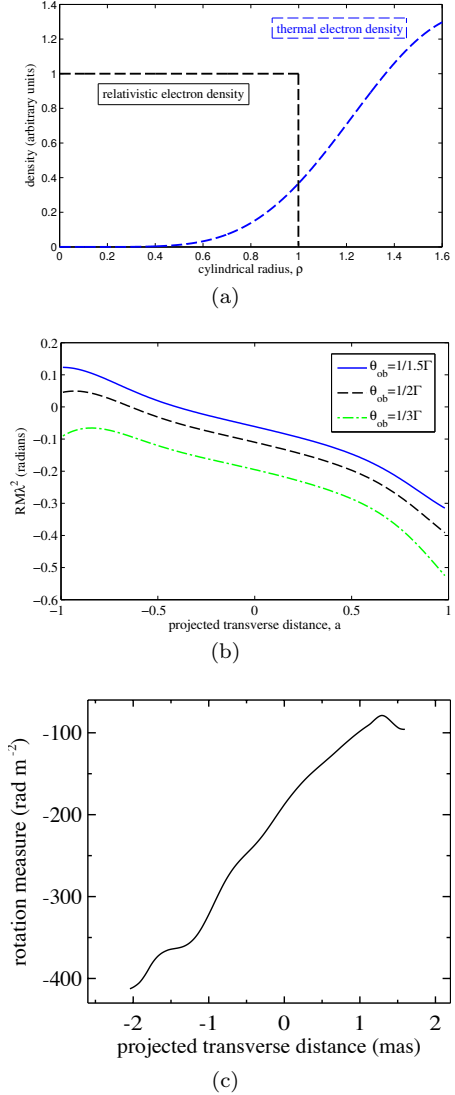 1.4
1.2
1
0.8
0.6
0.4
0.2
0
density (arbitrary units)
thermal electron density
relativistic electron density
0 0.2 0.4 0.6 0.8 1 1.2 1.4 1.6
cylindrical radius, ρ
(a)
0.2
0.1
0
−0.1
−0.2
−0.3
−0.4
−0.5
−0.6
RMλ² (radians)
θob=1/1.5Γ
θob=1/2Γ
θob=1/3Γ
−1 −0.5 0 0.5 1
projected transverse distance, a
(b)
-100
-200
-300
-400
rotation measure (rad m⁻²)
-2 -1 0 1 2
projected transverse distance (mas)
(c)